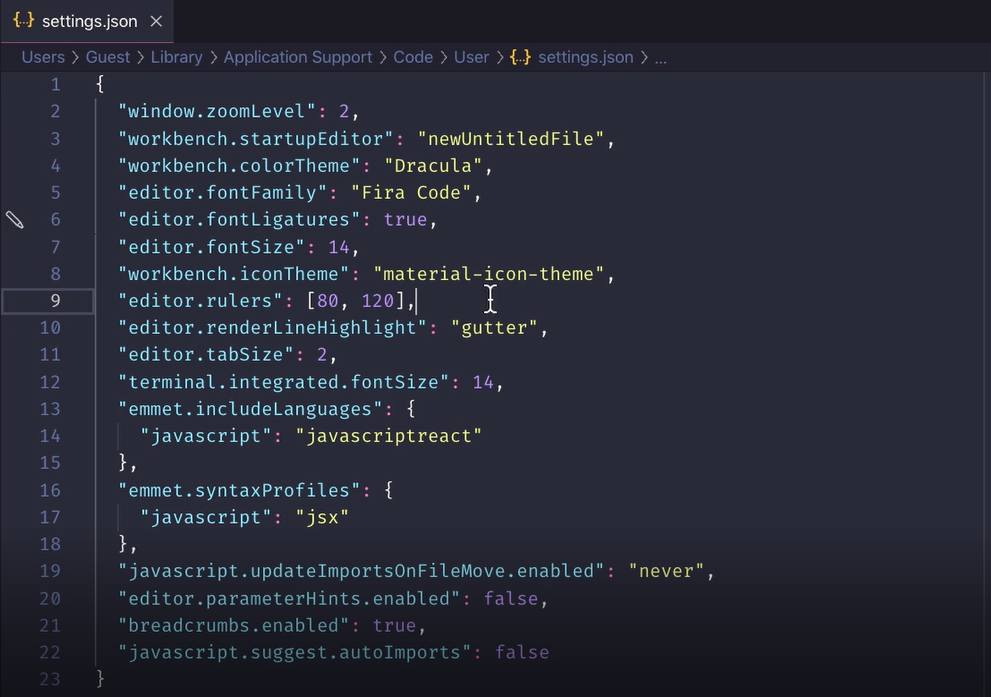 {..} settings.json ×
Users > Guest > Library > Application Support > Code > User > {..} settings.json > ...
1 {
2   "window.zoomLevel": 2,
3   "workbench.startupEditor": "newUntitledFile",
4   "workbench.colorTheme": "Dracula",
5   "editor.fontFamily": "Fira Code",
6   "editor.fontLigatures": true,
7   "editor.fontSize": 14,
8   "workbench.iconTheme": "material-icon-theme",
9   "editor.rulers": [80, 120],
10   "editor.renderLineHighlight": "gutter",
11   "editor.tabSize": 2,
12   "terminal.integrated.fontSize": 14,
13   "emmet.includeLanguages": {
14     "javascript": "javascriptreact"
15   },
16   "emmet.syntaxProfiles": {
17     "javascript": "jsx"
18   },
19   "javascript.updateImportsOnFileMove.enabled": "never",
20   "editor.parameterHints.enabled": false,
21   "breadcrumbs.enabled": true,
22   "javascript.suggest.autoImports": false
23 }